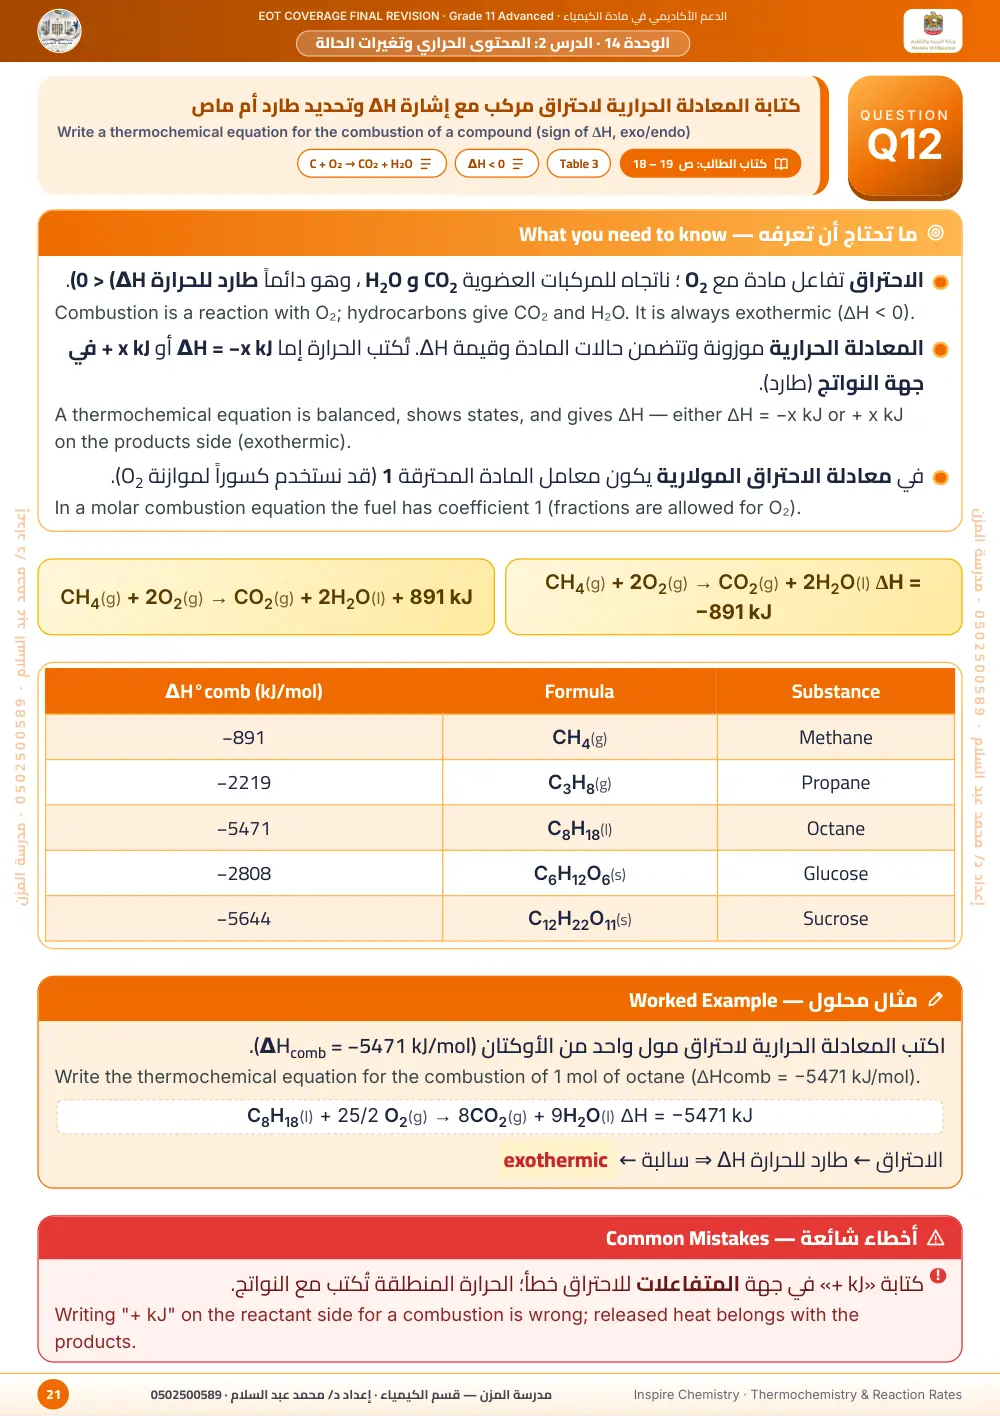 EOT COVERAGE FINAL REVISION · Grade 11 Advanced · الدعم الأكاديمي في مادة الكيمياء
الوحدة 14 · الدرس 2: المحتوى الحراري وتغيرات الحالة
وزارة التربية والتعليم
Ministry of Education
QUESTION
Q12
كتابة المعادلة الحرارية لاحتراق مركب مع إشارة ΔH وتحديد طارد أم ماص
Write a thermochemical equation for the combustion of a compound (sign of ΔH, exo/endo)
كتاب الطالب: ص 19 – 18
Table 3
ΔH < 0
C + O₂ → CO₂ + H₂O
ما تحتاج أن تعرفه — What you need to know
الاحتراق تفاعل مادة مع O₂ ؛ ناتجاه للمركبات العضوية CO₂ و H₂O ، وهو دائماً طارد للحرارة (ΔH < 0).
Combustion is a reaction with O₂; hydrocarbons give CO₂ and H₂O. It is always exothermic (ΔH < 0).
المعادلة الحرارية موزونة وتتضمن حالات المادة وقيمة ΔH. تُكتب الحرارة إما ΔH = −x kJ أو + x kJ في
جهة النواتج (طارد).
A thermochemical equation is balanced, shows states, and gives ΔH — either ΔH = −x kJ or + x kJ
on the products side (exothermic).
في معادلة الاحتراق المولارية يكون معامل المادة المحترقة 1 (قد نستخدم كسوراً لموازنة O₂).
In a molar combustion equation the fuel has coefficient 1 (fractions are allowed for O₂).
CH₄(g) + 2O₂(g) → CO₂(g) + 2H₂O(l) ΔH =
−891 kJ
CH₄(g) + 2O₂(g) → CO₂(g) + 2H₂O(l) + 891 kJ
ΔH°comb (kJ/mol) Formula Substance
−891 CH₄(g) Methane
−2219 C₃H₈(g) Propane
−5471 C₈H₁₈(l) Octane
−2808 C₆H₁₂O₆(s) Glucose
−5644 C₁₂H₂₂O₁₁(s) Sucrose
مثال محلول — Worked Example
اكتب المعادلة الحرارية لاحتراق مول واحد من الأوكتان (ΔHcomb = −5471 kJ/mol).
Write the thermochemical equation for the combustion of 1 mol of octane (ΔHcomb = −5471 kJ/mol).
C₈H₁₈(l) + 25/2 O₂(g) → 8CO₂(g) + 9H₂O(l) ΔH = −5471 kJ
الاحتراق ← طارد للحرارة ΔH ⇒ سالبة ← exothermic
أخطاء شائعة — Common Mistakes
كتابة «+ kJ» في جهة المتفاعلات للاحتراق خطأ؛ الحرارة المنطلقة تُكتب مع النواتج.
Writing "+ kJ" on the reactant side for a combustion is wrong; released heat belongs with the
products.
إعداد د/ محمد عبد السلام · 0502500589 · مدرسة المزن
إعداد د/ محمد عبد السلام · 0502500589 · مدرسة المزن
21
مدرسة المزن — قسم الكيمياء · إعداد د/ محمد عبد السلام · 0502500589
Inspire Chemistry · Thermochemistry & Reaction Rates